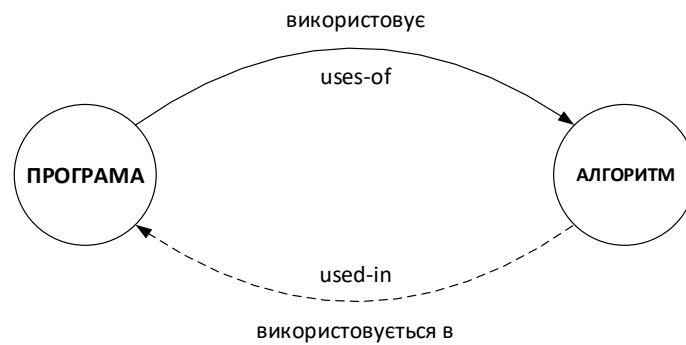 використовує
uses-of
ПРОГРАМА
АЛГОРИТМ
used-in
використовується в